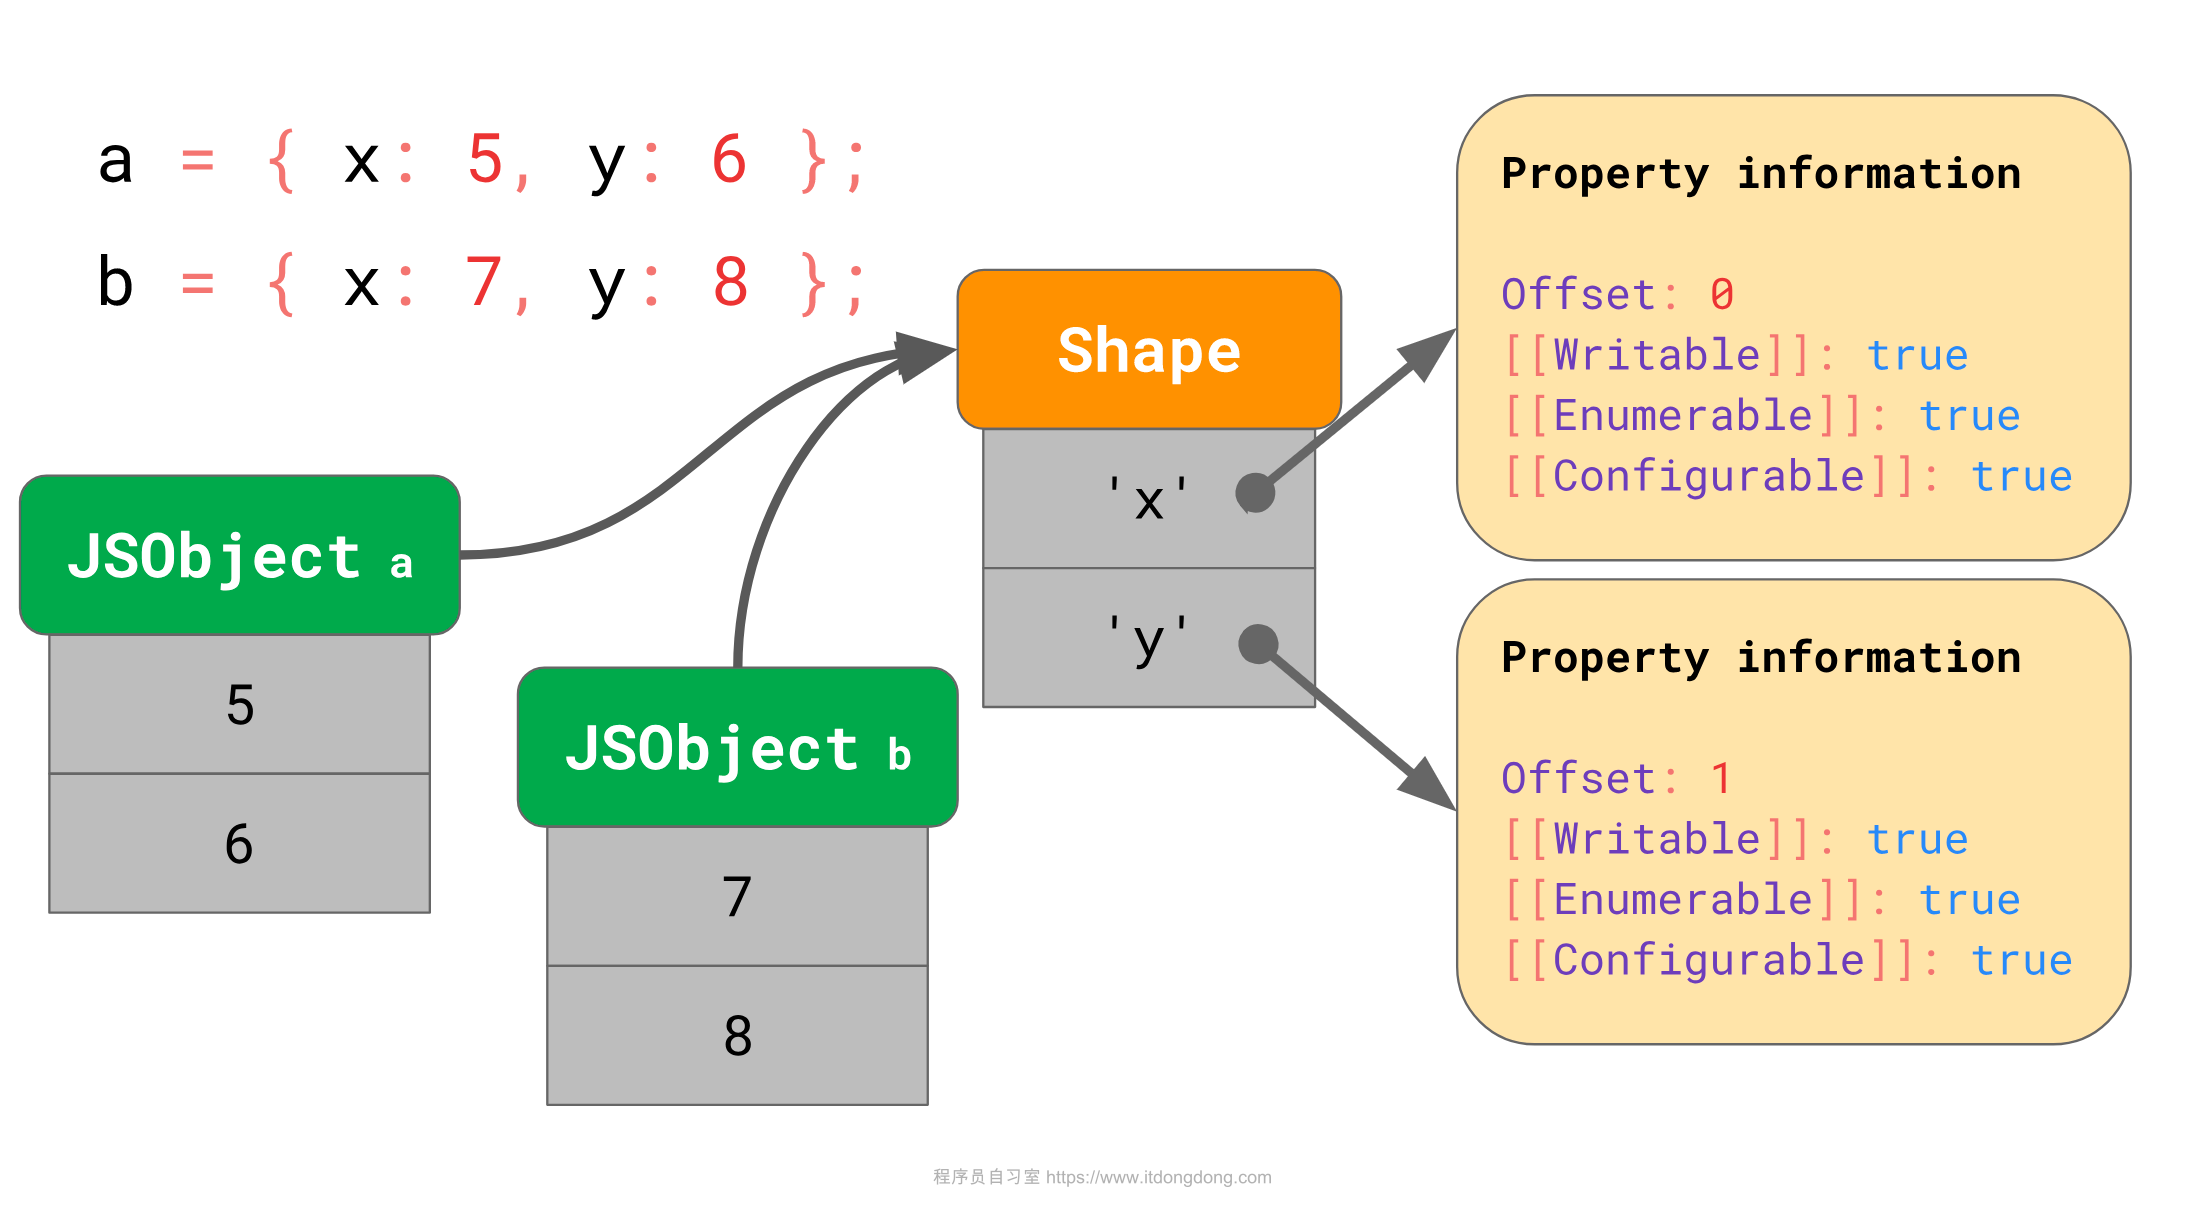 a = { x: 5, y: 6 };
b = { x: 7, y: 8 };
JSObject a
5
6
JSObject b
7
8
Shape
'x'
'y'
Property information
Offset: 0
[[Writable]]: true
[[Enumerable]]: true
[[Configurable]]: true
Property information
Offset: 1
[[Writable]]: true
[[Enumerable]]: true
[[Configurable]]: true
程序员自习室 https://www.itdongdong.com